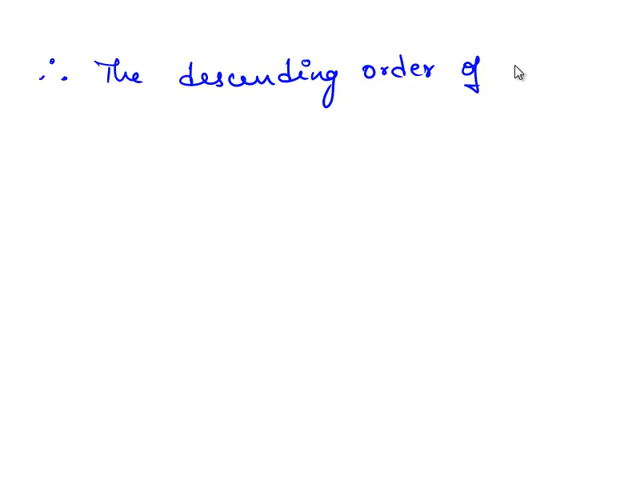 ∴ The descending order of